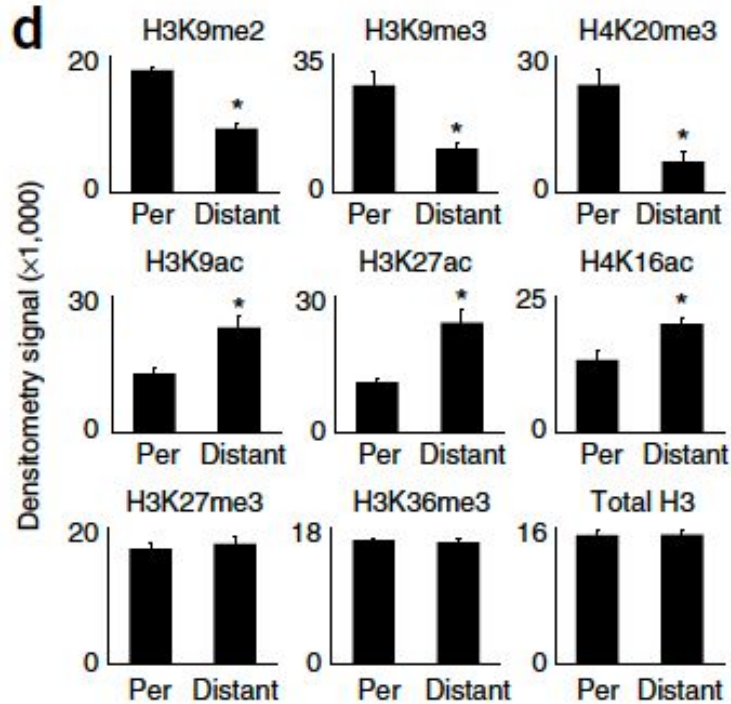 d
Densitometry signal (×1,000)
H3K9me2
20
*
0
Per Distant
H3K9me3
35
*
0
Per Distant
H4K20me3
30
*
0
Per Distant
H3K9ac
30
*
0
Per Distant
H3K27ac
30
*
0
Per Distant
H4K16ac
25
*
0
Per Distant
H3K27me3
20
0
Per Distant
H3K36me3
18
0
Per Distant
Total H3
16
0
Per Distant